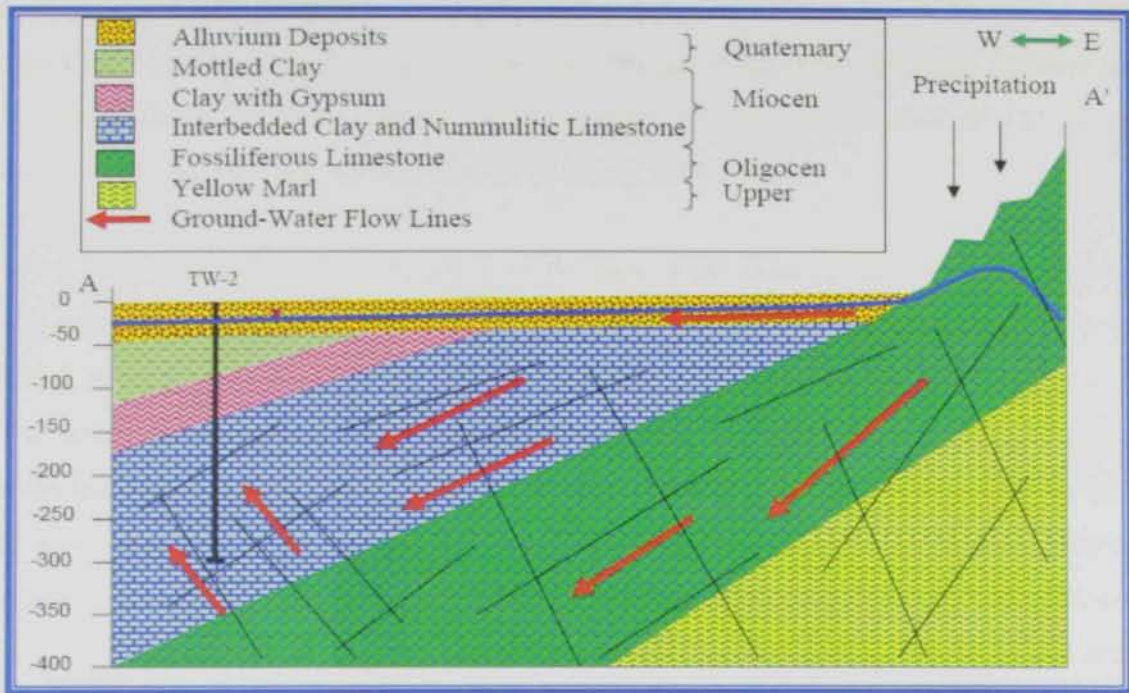 Alluvium Deposits
Mottled Clay
Clay with Gypsum
Interbedded Clay and Nummulitic Limestone
Fossiliferous Limestone
Yellow Marl
Ground-Water Flow Lines
Quaternary
Miocen
Oligocen
Upper
W E
Precipitation
A'
A
TW-2
0
-50
-100
-150
-200
-250
-300
-350
-400